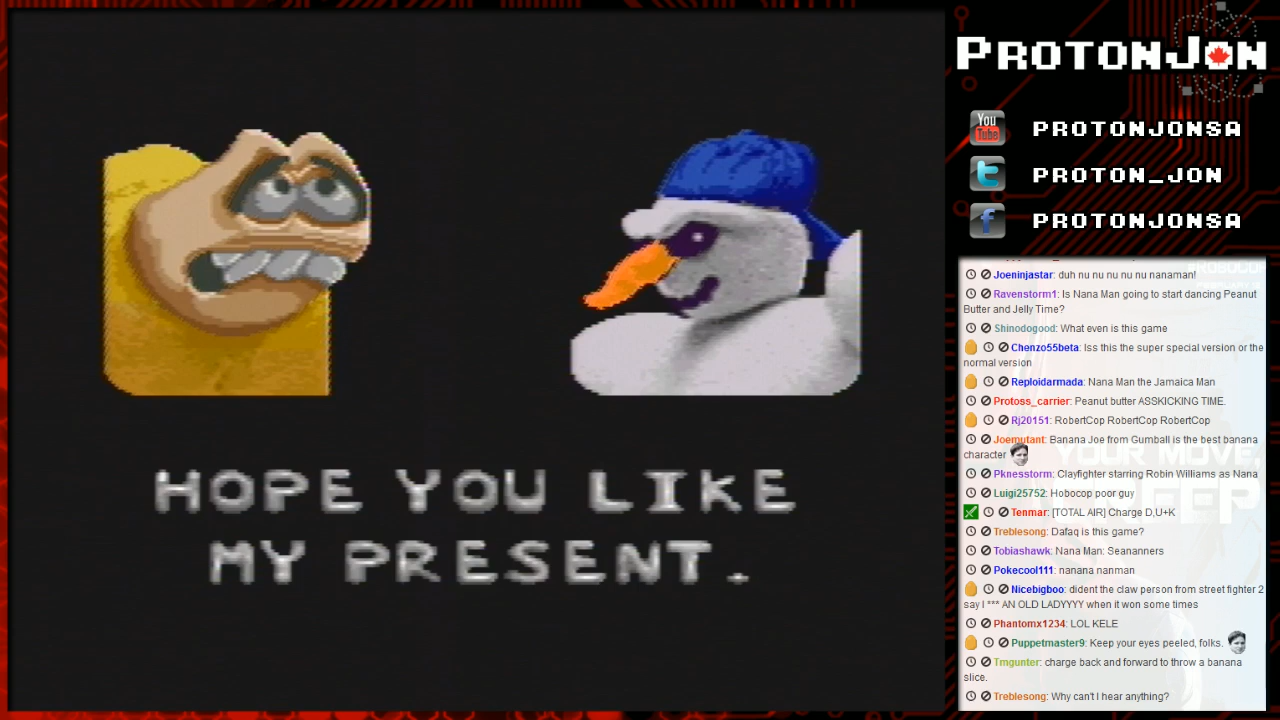 HOPE YOU LIKE
MY PRESENT.
PROTONJON
You
Tube
PROTONJONSA
t
PROTON_JON
f
PROTONJONSA
Joeninjastar: duh nu nu nu nu nanaman!
Ravenstorm1: Is Nana Man going to start dancing Peanut
Butter and Jelly Time?
Shinodogood: What even is this game
Chenzo55beta: Iss this the super special version or the
normal version
Reploidarmada: Nana Man the Jamaica Man
Protoss_carrier: Peanut butter ASSKICKING TIME.
Rj20151: RobertCop RobertCop RobertCop
Joemutant: Banana Joe from Gumball is the best banana
character
Pknesstorm: Clayfighter starring Robin Williams as Nana
Luigi25752: Hobocop poor guy
Tenmar: [TOTAL AIR] Charge D,U+K
Treblesong: Dafaq is this game?
Tobiashawk: Nana Man: Seananners
Pokecool111: nanana nanman
Nicebigboo: dident the claw person from street fighter 2
say I *** AN OLD LADYYYY when it won some times
Phantomx1234: LOL KELE
Puppetmaster9: Keep your eyes peeled, folks.
Tmgunter: charge back and forward to throw a banana
slice.
Treblesong: Why can't I hear anything?
YOUR MOVE,